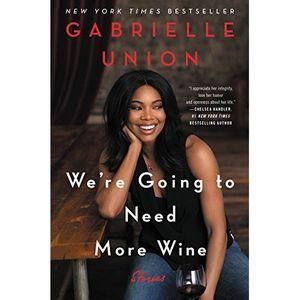 NEW YORK TIMES BESTSELLER
GABRIELLE
UNION
"I appreciate her integrity,
love her humor
and openness about her life."
—CHELSEA HANDLER,
#1 NEW YORK TIMES
BESTSELLING AUTHOR
We're Going to
Need
More Wine
Stories